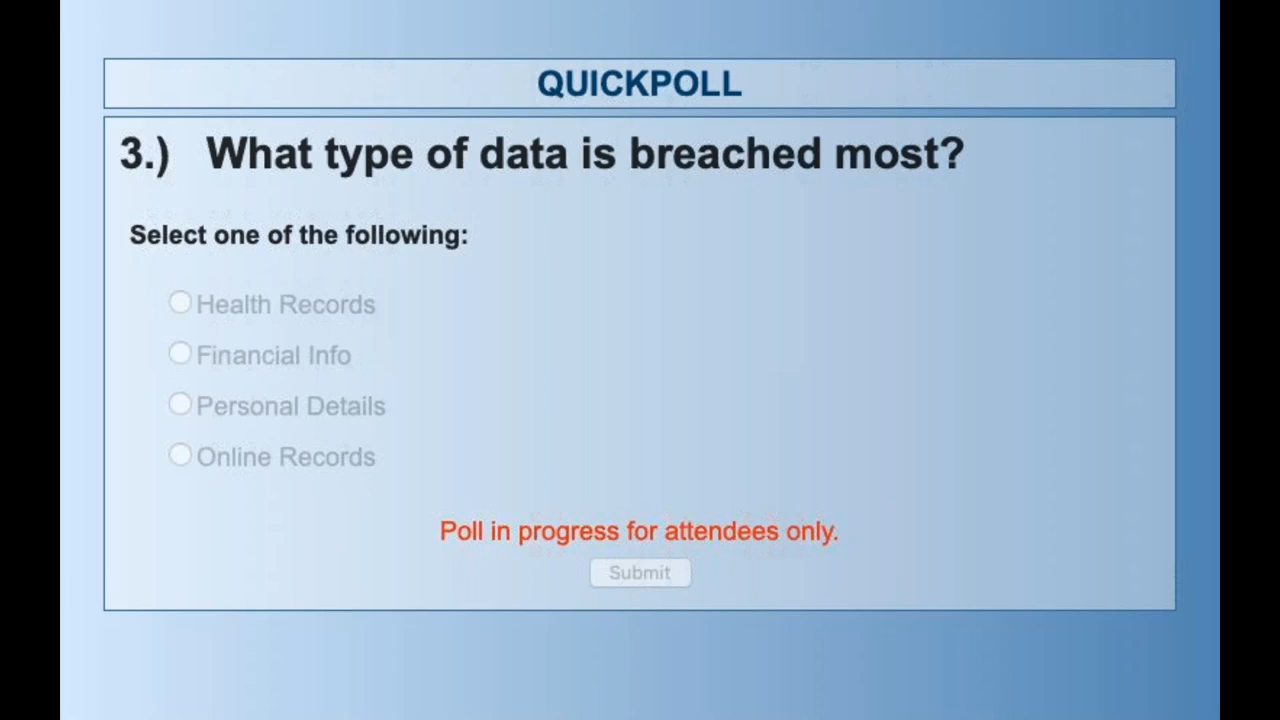 QUICKPOLL
3.) What type of data is breached most?
Select one of the following:
Health Records
Financial Info
Personal Details
Online Records
Poll in progress for attendees only.
Submit